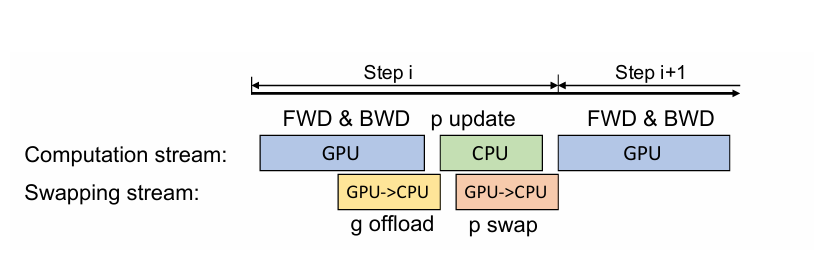 Step i Step i+1
FWD & BWD p update FWD & BWD
Computation stream: GPU CPU GPU
Swapping stream: GPU->CPU GPU->CPU
g offload p swap